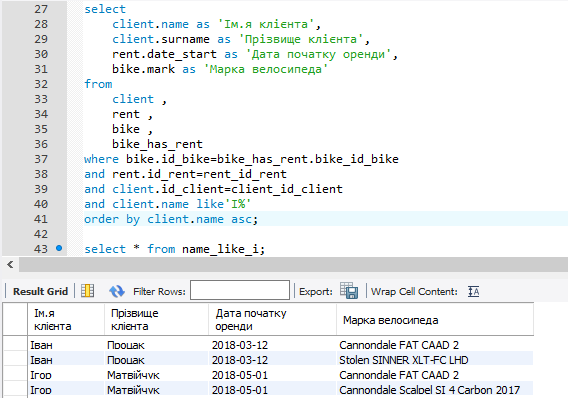 27 select
28 client.name as 'Ім.я клієнта',
29 client.surname as 'Прізвище клієнта',
30 rent.date_start as 'Дата початку оренди',
31 bike.mark as 'Марка велосипеда'
32 from
33 client ,
34 rent ,
35 bike ,
36 bike_has_rent
37 where bike.id_bike=bike_has_rent.bike_id_bike
38 and rent.id_rent=rent_id_rent
39 and client.id_client=client_id_client
40 and client.name like'І%'
41 order by client.name asc;
42
43 select * from name_like_i;
Result Grid Filter Rows: Export: Wrap Cell Content:
Ім.я клієнта Прізвище клієнта Дата початку оренди Марка велосипеда
Іван Процак 2018-03-12 Cannondale FAT CAAD 2
Іван Процак 2018-03-12 Stolen SINNER XLT-FC LHD
Ігор Матвійчук 2018-05-01 Cannondale FAT CAAD 2
Ігор Матвійчук 2018-05-01 Cannondale Scalpel SI 4 Carbon 2017